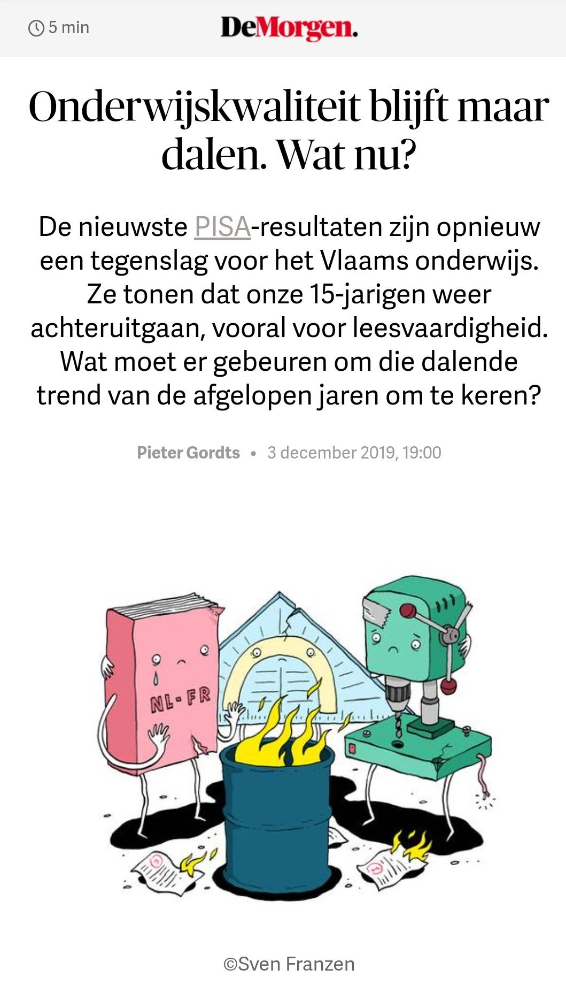 5 min
DeMorgen.
Onderwijskwaliteit blijft maar
dalen. Wat nu?
De nieuwste PISA-resultaten zijn opnieuw
een tegenslag voor het Vlaams onderwijs.
Ze tonen dat onze 15-jarigen weer
achteruitgaan, vooral voor leesvaardigheid.
Wat moet er gebeuren om die dalende
trend van de afgelopen jaren om te keren?
Pieter Gordts • 3 december 2019, 19:00
NL-FR
©Sven Franzen